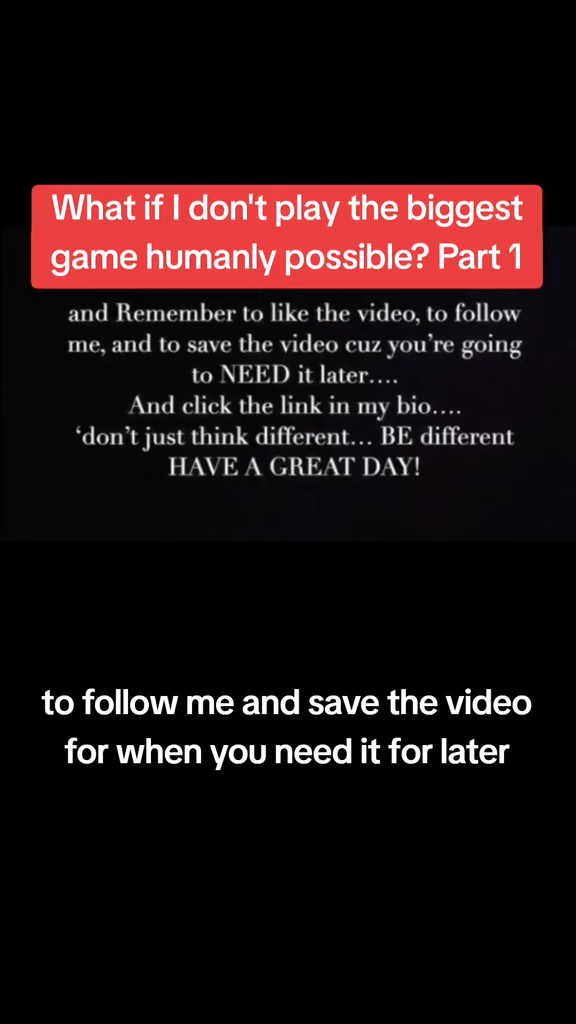 What if I don't play the biggest
game humanly possible? Part 1
and Remember to like the video, to follow
me, and to save the video cuz you’re going
to NEED it later....
And click the link in my bio....
‘don’t just think different... BE different
HAVE A GREAT DAY!
to follow me and save the video
for when you need it for later